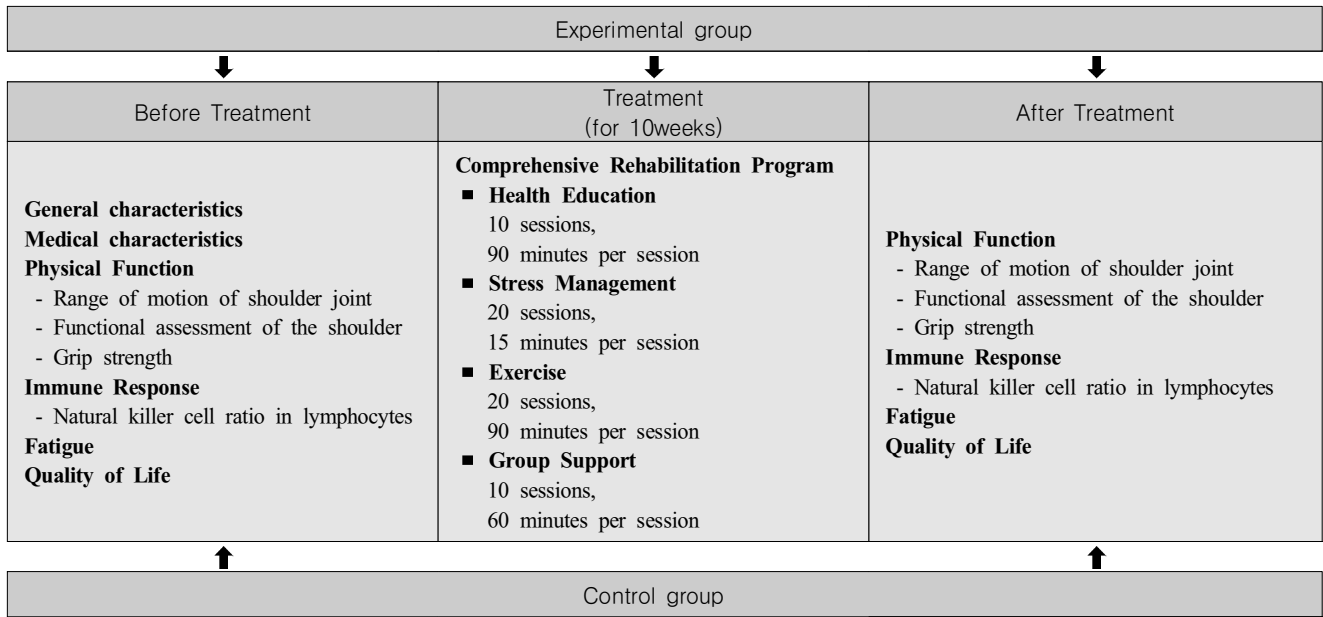 Experimental group
Before Treatment
Treatment
(for 10weeks)
After Treatment
General characteristics
Medical characteristics
Physical Function
- Range of motion of shoulder joint
- Functional assessment of the shoulder
- Grip strength
Immune Response
- Natural killer cell ratio in lymphocytes
Fatigue
Quality of Life
Comprehensive Rehabilitation Program
■ Health Education
10 sessions,
90 minutes per session
■ Stress Management
20 sessions,
15 minutes per session
■ Exercise
20 sessions,
90 minutes per session
■ Group Support
10 sessions,
60 minutes per session
Physical Function
- Range of motion of shoulder joint
- Functional assessment of the shoulder
- Grip strength
Immune Response
- Natural killer cell ratio in lymphocytes
Fatigue
Quality of Life
Control group